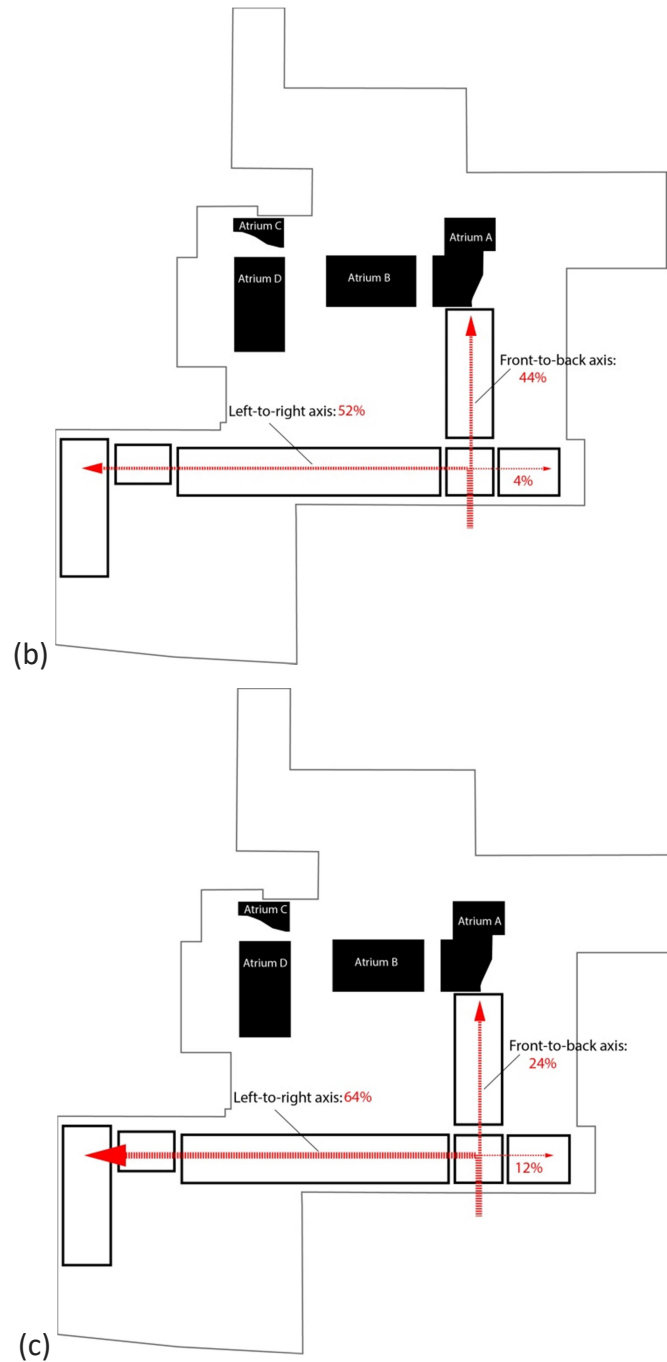 Atrium C
Atrium A
Atrium D
Atrium B
Front-to-back axis:
44%
Left-to-right axis: 52%
4%
(b)
Atrium C
Atrium A
Atrium D
Atrium B
Front-to-back axis:
24%
Left-to-right axis: 64%
12%
(c)